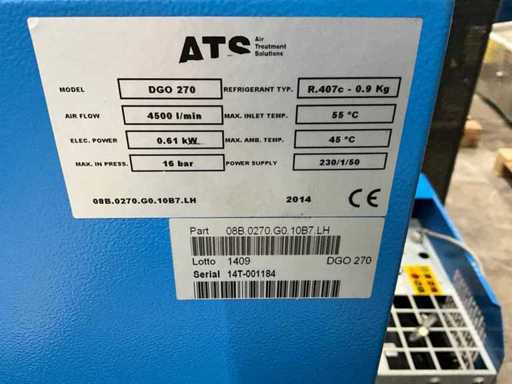 ATS Air Treatment Solutions
MODEL DGO 270 REFRIGERANT TYP. R.407c - 0.9 Kg
AIR FLOW 4500 l/min MAX. INLET TEMP. 55 °C
ELEC. POWER 0.61 kW MAX. AMB. TEMP. 45 °C
MAX. IN PRESS. 16 bar POWER SUPPLY 230/1/50
08B.0270.G0.10B7.LH 2014 CE
Part 08B.0270.G0.10B7.LH
Lotto 1409 DGO 270
Serial 14T-001184